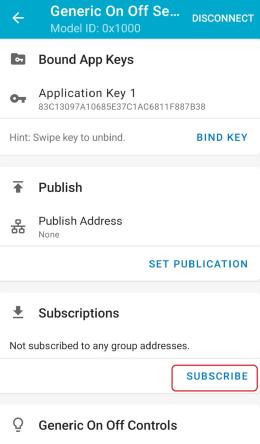 Generic On Off Se...
DISCONNECT
Model ID: 0x1000
Bound App Keys
Application Key 1
83C13097A10685E37C1AC6811F887B38
Hint: Swipe key to unbind.
BIND KEY
Publish
Publish Address
None
SET PUBLICATION
Subscriptions
Not subscribed to any group addresses.
SUBSCRIBE
Generic On Off Controls